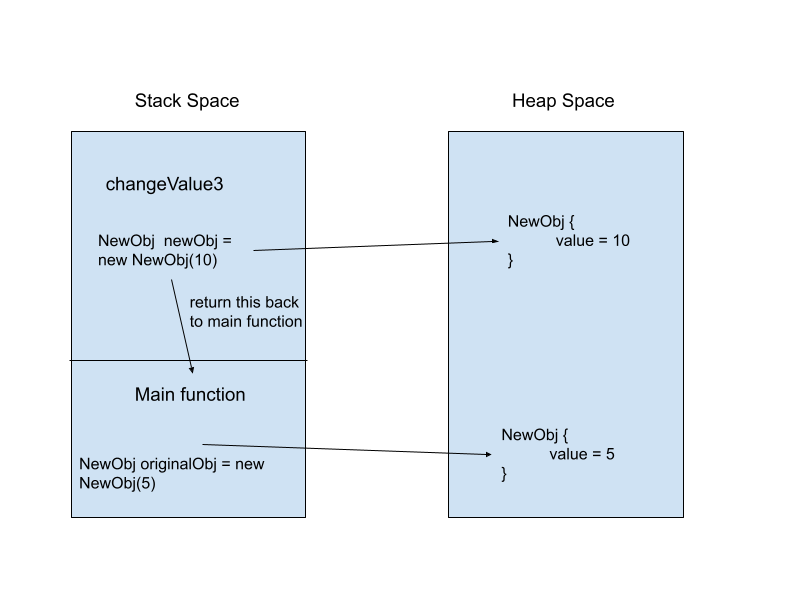 Stack Space
Heap Space
changeValue3
NewObj  newObj =
new NewObj(10)
NewObj {
value = 10
}
return this back
to main function
Main function
NewObj originalObj = new
NewObj(5)
NewObj {
value = 5
}